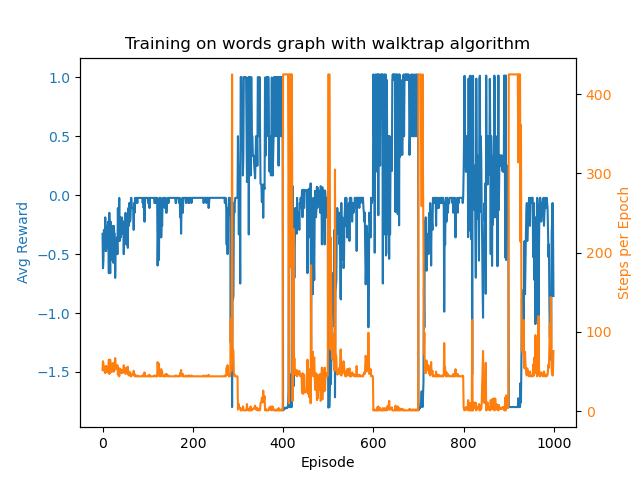 Training on words graph with walktrap algorithm
1.0
0.5
0.0
−0.5
−1.0
−1.5
Avg Reward
400
300
200
100
0
Steps per Epoch
0 200 400 600 800 1000
Episode